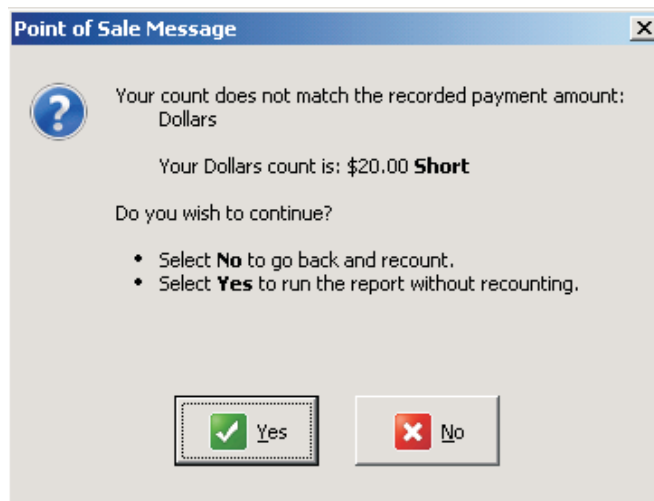 Point of Sale Message
Your count does not match the recorded payment amount:
Dollars
Your Dollars count is: $20.00 Short
Do you wish to continue?
• Select No to go back and recount.
• Select Yes to run the report without recounting.
Yes
No